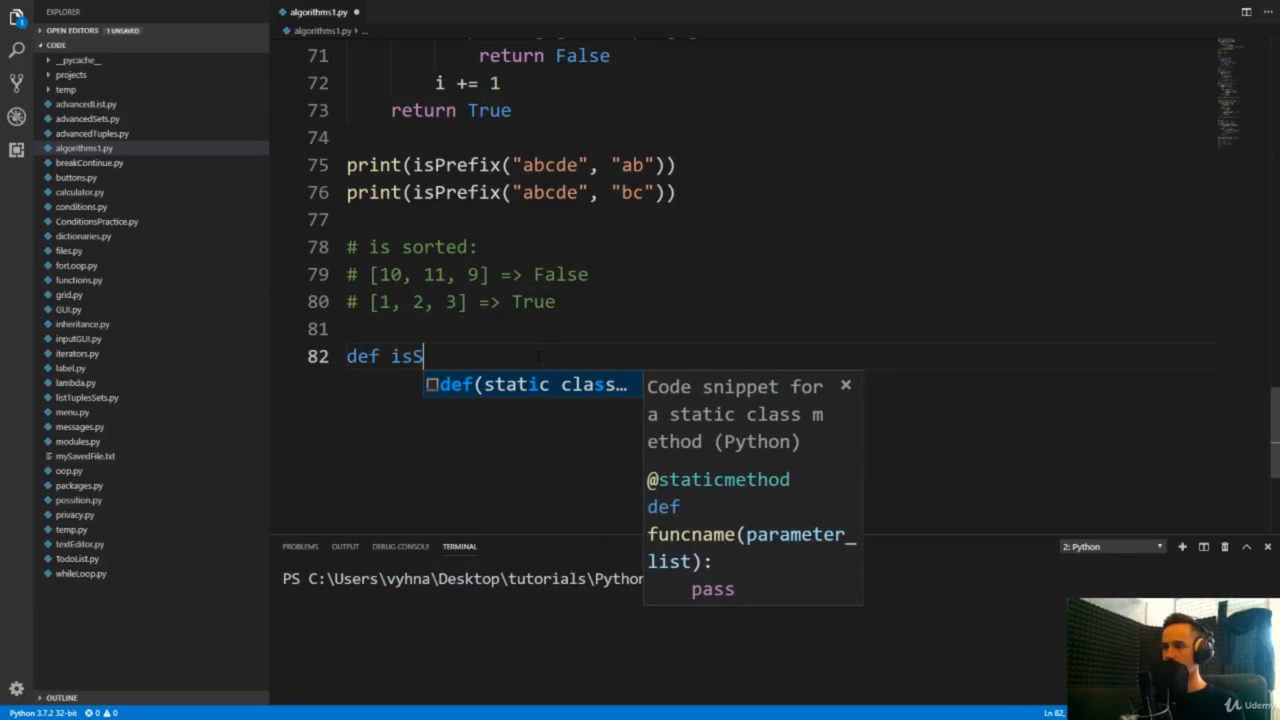 EXPLORER
OPEN EDITORS 1 UNSAVED
CODE
__pycache__
projects
temp
advancedList.py
advancedSets.py
advancedTuples.py
algorithms1.py
breakContinue.py
buttons.py
calculator.py
conditions.py
ConditionsPractice.py
dictionaries.py
files.py
forLoop.py
functions.py
grid.py
GUI.py
inheritance.py
inputGUI.py
iterators.py
label.py
lambda.py
listTuplesSets.py
menu.py
messages.py
modules.py
mySavedFile.txt
oop.py
packages.py
possition.py
privacy.py
temp.py
textEditor.py
TodoList.py
whileLoop.py
OUTLINE
algorithms1.py
algorithms1.py ...
71 return False
72 i += 1
73 return True
74
75 print(isPrefix("abcde", "ab"))
76 print(isPrefix("abcde", "bc"))
77
78 # is sorted:
79 # [10, 11, 9] => False
80 # [1, 2, 3] => True
81
82 def isS
def(static class…
Code snippet for
a static class m
ethod (Python)
@staticmethod
def
funcname(parameter_
list):
pass
PROBLEMS OUTPUT DEBUG CONSOLE TERMINAL
2: Python
PS C:\Users\vyhna\Desktop\tutorials\Python
Python 3.7.2 32-bit 0 0
Ln 82,
Udemy